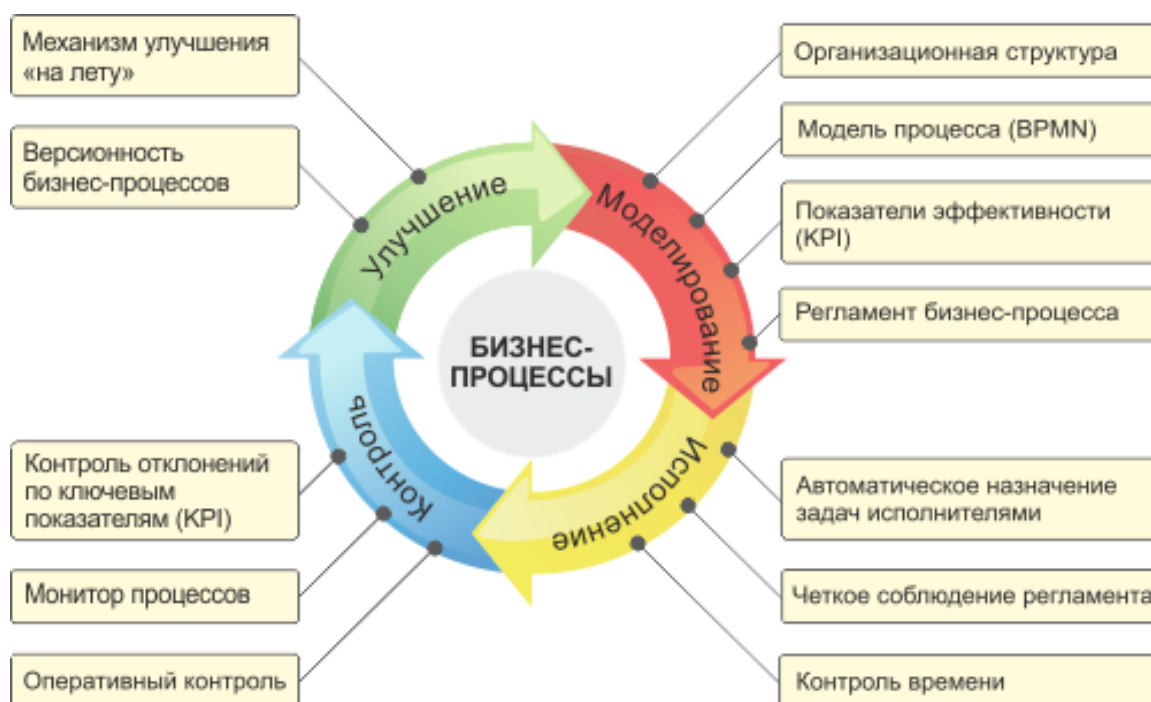 Механизм улучшения
«на лету»
Версионность
бизнес-процессов
Улучшение
Моделирование
Организационная структура
Модель процесса (BPMN)
Показатели эффективности
(KPI)
Регламент бизнес-процесса
БИЗНЕС-
ПРОЦЕССЫ
Контроль
Исполнение
Контроль отклонений
по ключевым
показателям (KPI)
Монитор процессов
Оперативный контроль
Автоматическое назначение
задач исполнителями
Четкое соблюдение регламента
Контроль времени